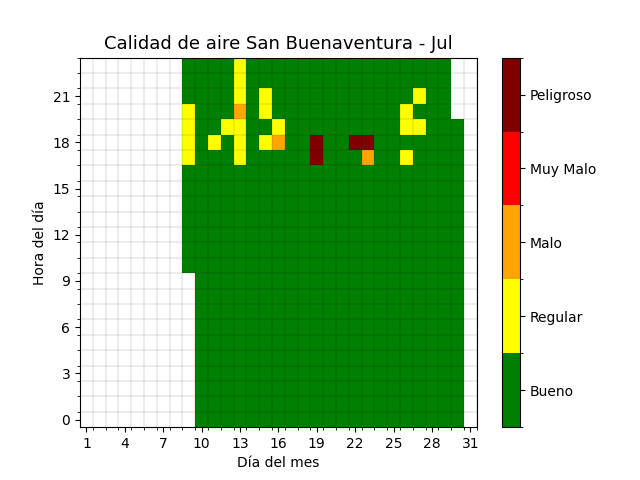 Calidad de aire San Buenaventura - Jul
Hora del día
21
18
15
12
9
6
3
0
1 4 7 10 13 16 19 22 25 28 31
Día del mes
Peligroso
Muy Malo
Malo
Regular
Bueno